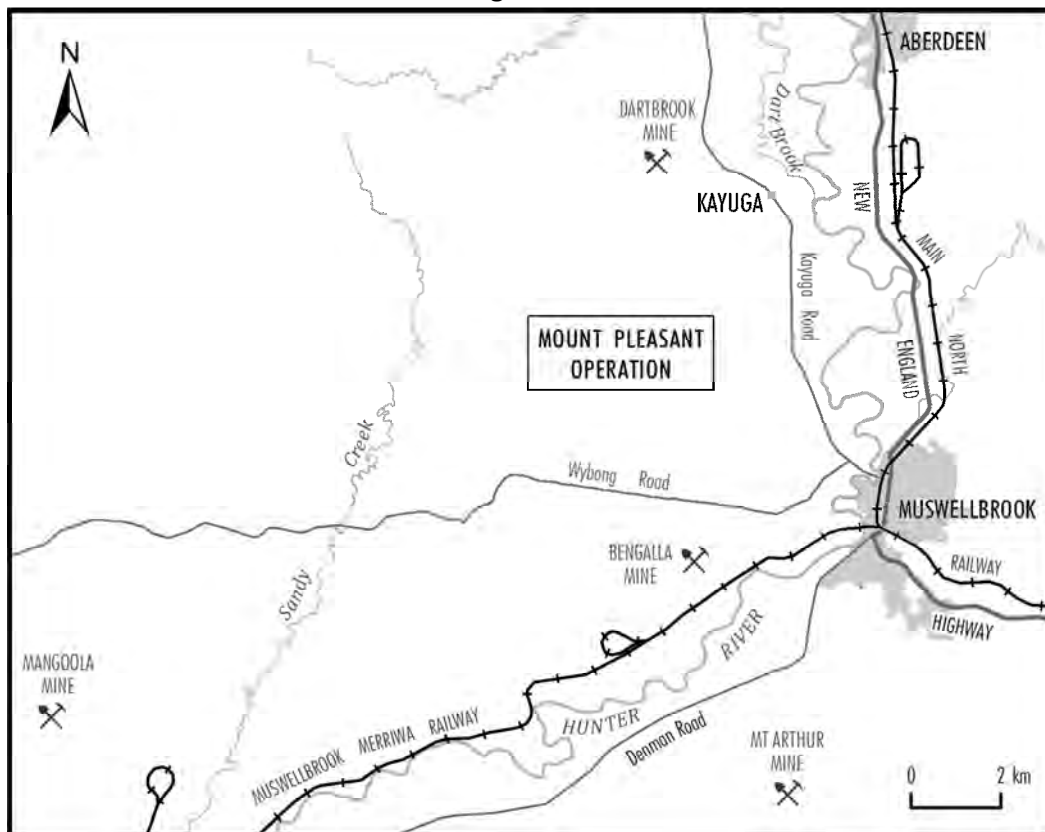 N
ABERDEEN
DARTBROOK
MINE
Dart Brook
KAYUGA
NEW
MAIN
Kayuga Road
MOUNT PLEASANT
OPERATION
ENGLAND
NORTH
Creek
Wybong Road
MUSWELLBROOK
BENGALLA
MINE
RAILWAY
Sandy
HIGHWAY
RIVER
MANGOOLA
MINE
HUNTER
MUSWELLBROOK MERRIWA RAILWAY
Denman Road
MT ARTHUR
MINE
0 2 km